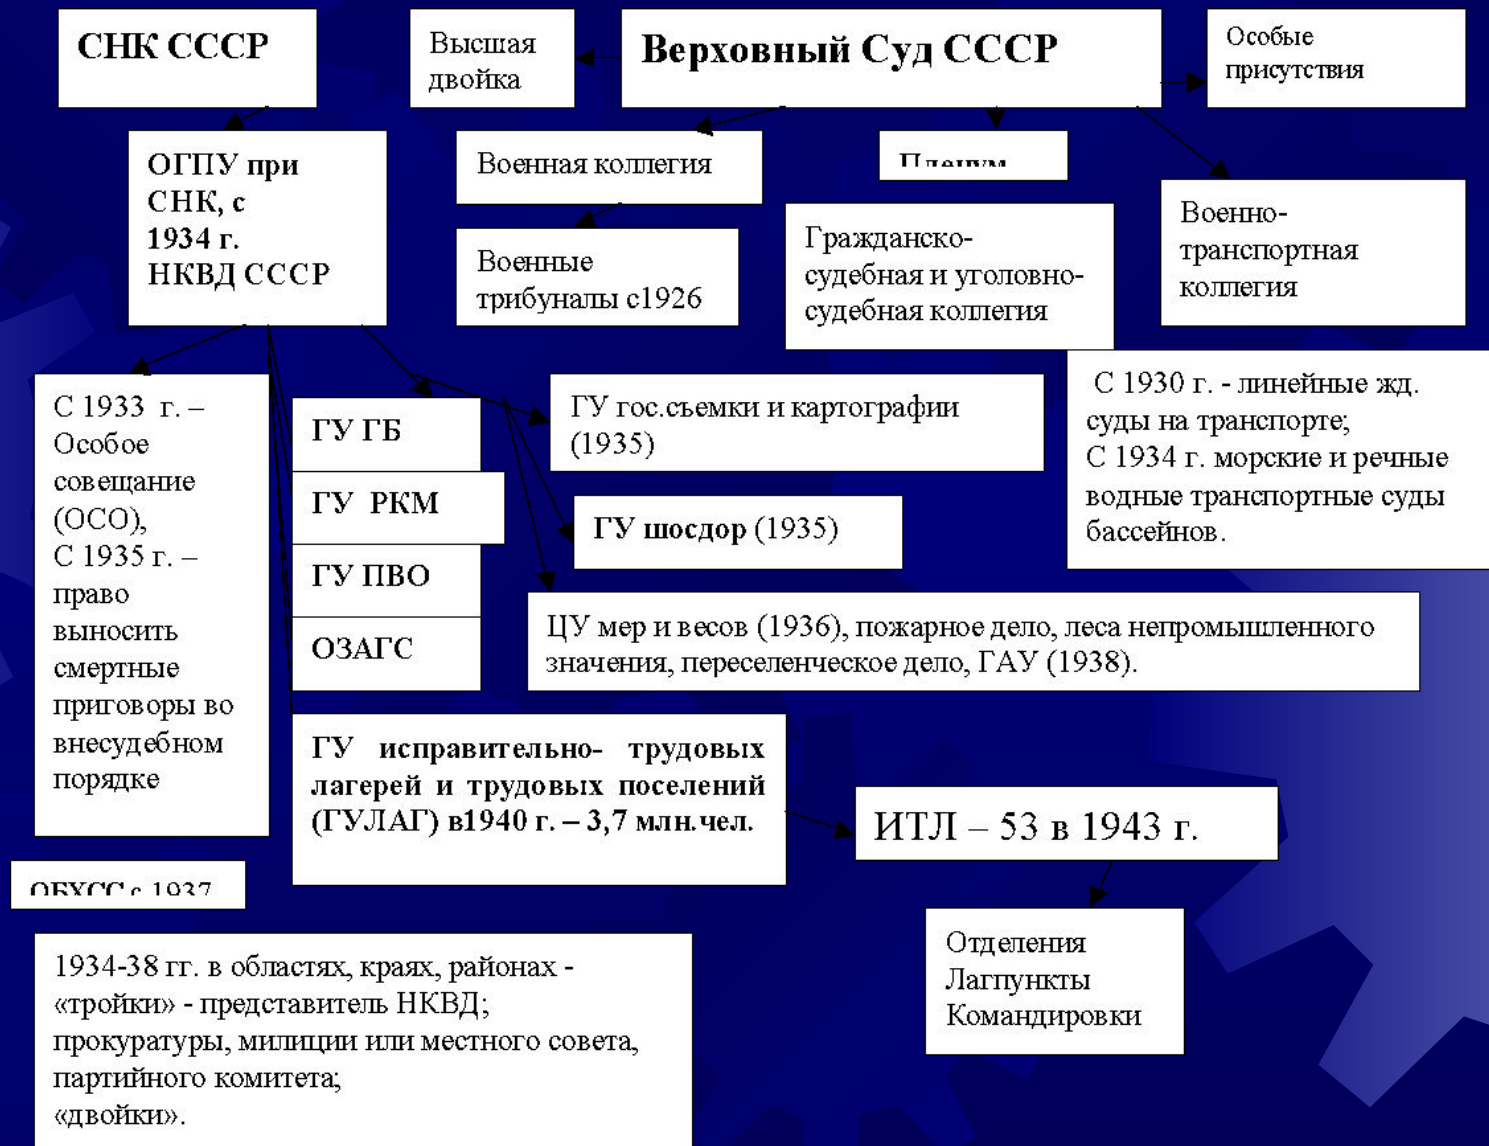 СНК СССР
Высшая
двойка
Верховный Суд СССР
Особые
присутствия
ОГПУ при
СНК, с
1934 г.
НКВД СССР
Военная коллегия
Пленум
Военные
трибуналы с1926
Гражданско-
судебная и уголовно-
судебная коллегия
Военно-
транспортная
коллегия
С 1930 г. - линейные жд.
суды на транспорте;
С 1934 г. морские и речные
водные транспортные суды
бассейнов.
С 1933 г. –
Особое
совещание
(ОСО),
С 1935 г. –
право
выносить
смертные
приговоры во
внесудебном
порядке
ГУ ГБ
ГУ РКМ
ГУ ПВО
ОЗАГС
ГУ гос.съемки и картографии
(1935)
ГУ шосдор (1935)
ЦУ мер и весов (1936), пожарное дело, леса непромышленного
значения, переселенческое дело, ГАУ (1938).
ГУ исправительно- трудовых
лагерей и трудовых поселений
(ГУЛАГ) в1940 г. – 3,7 млн.чел.
ИТЛ – 53 в 1943 г.
Отделения
Лагпункты
Командировки
ОБХСС с 1937
1934-38 гг. в областях, краях, районах -
«тройки» - представитель НКВД;
прокуратуры, милиции или местного совета,
партийного комитета;
«двойки».